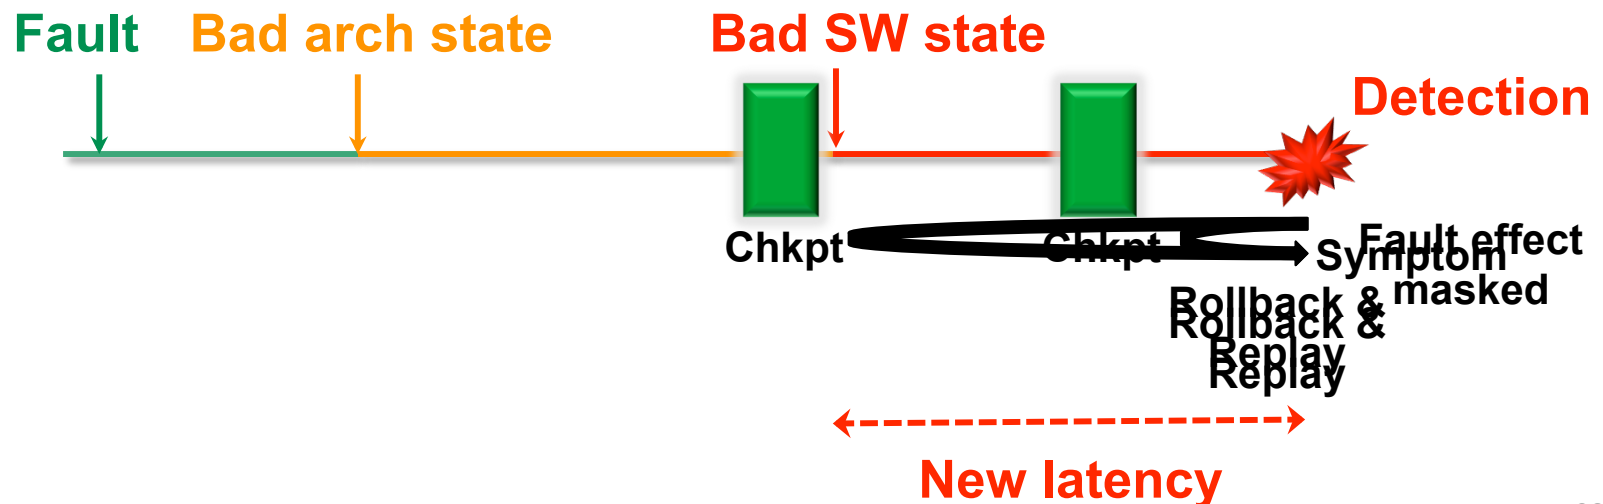 Fault
Bad arch state
Bad SW state
Detection
Chkpt
Chkpt
Symptom
Fault effect
masked
Rollback &
Replay
Rollback &
Replay
New latency